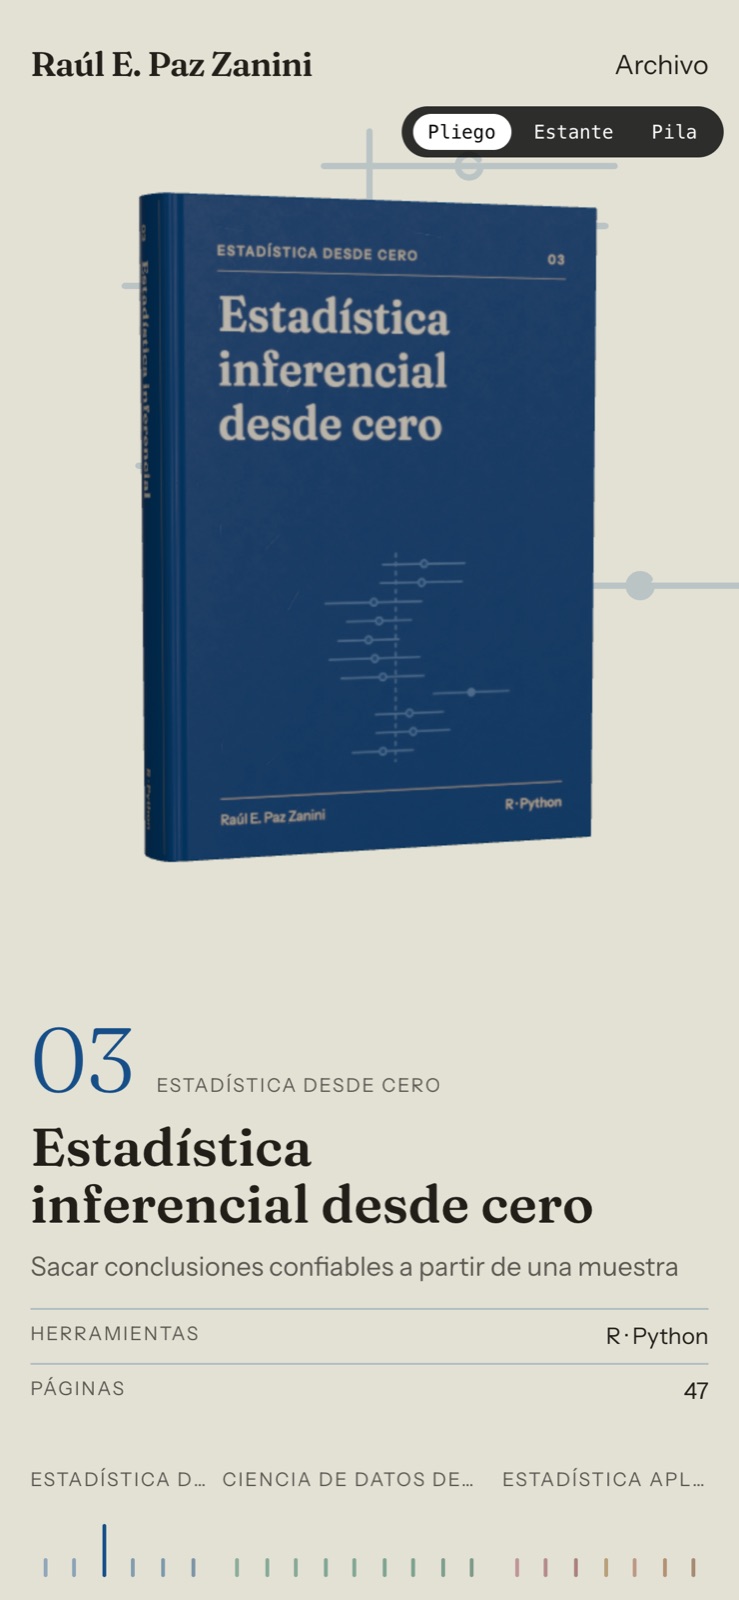 Raúl E. Paz Zanini
Archivo
Pliego Estante Pila
ESTADÍSTICA DESDE CERO 03
Estadística
inferencial
desde cero
03 Estadística inferencial R·Python
Raúl E. Paz Zanini R·Python
03 ESTADÍSTICA DESDE CERO
Estadística
inferencial desde cero
Sacar conclusiones confiables a partir de una muestra
HERRAMIENTAS R·Python
PÁGINAS 47
ESTADÍSTICA D… CIENCIA DE DATOS DE… ESTADÍSTICA APL…